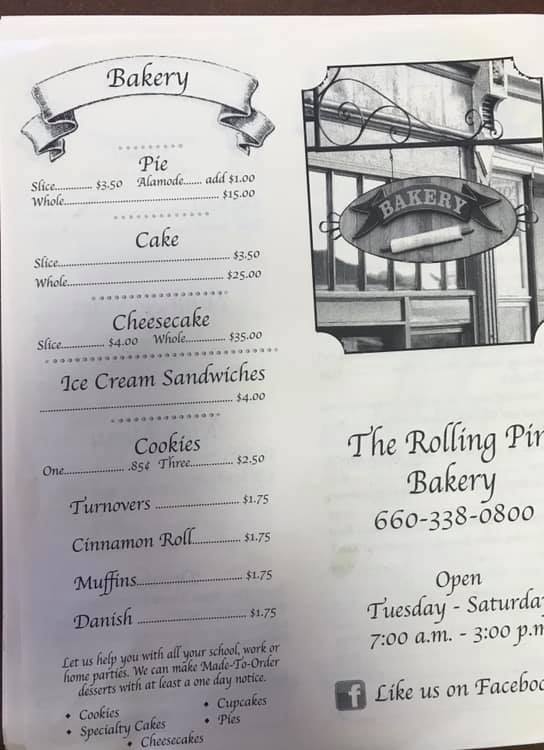 Bakery
Pie
Slice............. $3.50 Alamode....... add $1.00
Whole.................................................... $15.00
Cake
Slice.................................................... $3.50
Whole.................................................... $25.00
Cheesecake
Slice............... $4.00 Whole.............. $35.00
Ice Cream Sandwiches
.................................................... $4.00
Cookies
One..................... .85¢ Three............... $2.50
Turnovers ......................... $1.75
Cinnamon Roll............... $1.75
Muffins................................ $1.75
Danish ................................ $1.75
Let us help you with all your school, work or
home parties. We can make Made-To-Order
desserts with at least a one day notice.
• Cookies • Cupcakes
• Specialty Cakes • Pies
• Cheesecakes
BAKERY
The Rolling Pin
Bakery
660-338-0800
Open
Tuesday - Saturda
7:00 a.m. - 3:00 p.m
f Like us on Faceboo